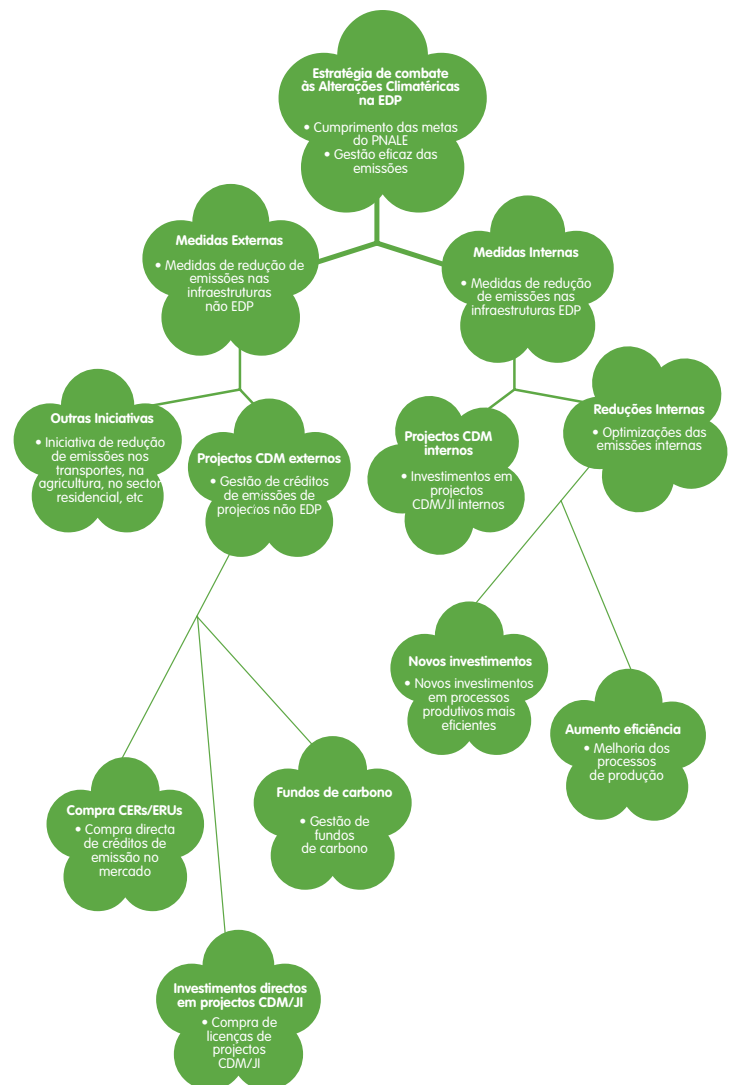 Estratégia de combate
às Alterações Climatéricas
na EDP
• Cumprimento das metas
do PNALE
• Gestão eficaz das
emissões
Medidas Externas
• Medidas de redução de
emissões nas
infraestruturas
não EDP
Medidas Internas
• Medidas de redução
de emissões nas
infraestruturas EDP
Outras Iniciativas
• Iniciativa de redução
de emissões nos
transportes, na
agricultura, no sector
residencial, etc
Projectos CDM externos
• Gestão de créditos
de emissões de
projectos não EDP
Projectos CDM
internos
• Investimentos em
projectos
CDM/JI internos
Reduções Internas
• Optimizações das
emissões internas
Novos investimentos
• Novos investimentos
em processos
produtivos mais
eficientes
Aumento eficiência
• Melhoria dos
processos
de produção
Compra CERs/ERUs
• Compra directa
de créditos de
emissão no
mercado
Fundos de carbono
• Gestão de
fundos
de carbono
Investimentos directos
em projectos CDM/JI
• Compra de
licenças de
projectos
CDM/JI